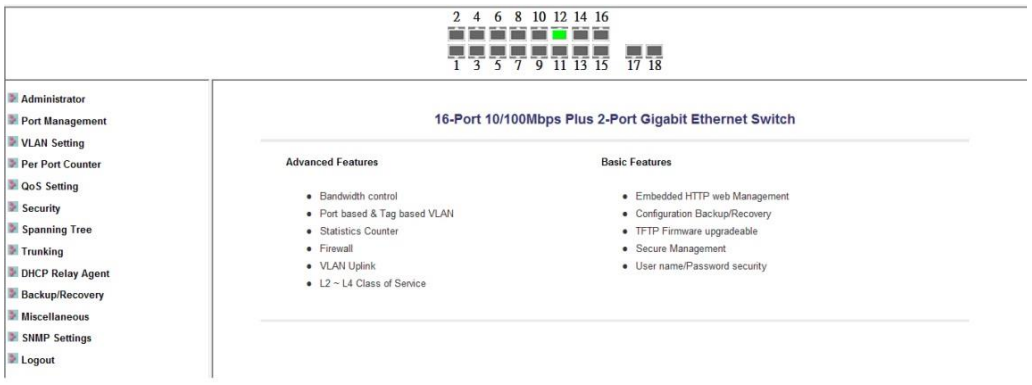 2 4 6 8 10 12 14 16
1 3 5 7 9 11 13 15 17 18
Administrator
Port Management
VLAN Setting
Per Port Counter
QoS Setting
Security
Spanning Tree
Trunking
DHCP Relay Agent
Backup/Recovery
Miscellaneous
SNMP Settings
Logout
16-Port 10/100Mbps Plus 2-Port Gigabit Ethernet Switch
Advanced Features
Bandwidth control
Port based & Tag based VLAN
Statistics Counter
Firewall
VLAN Uplink
L2 ~ L4 Class of Service
Basic Features
Embedded HTTP web Management
Configuration Backup/Recovery
TFTP Firmware upgradeable
Secure Management
User name/Password security